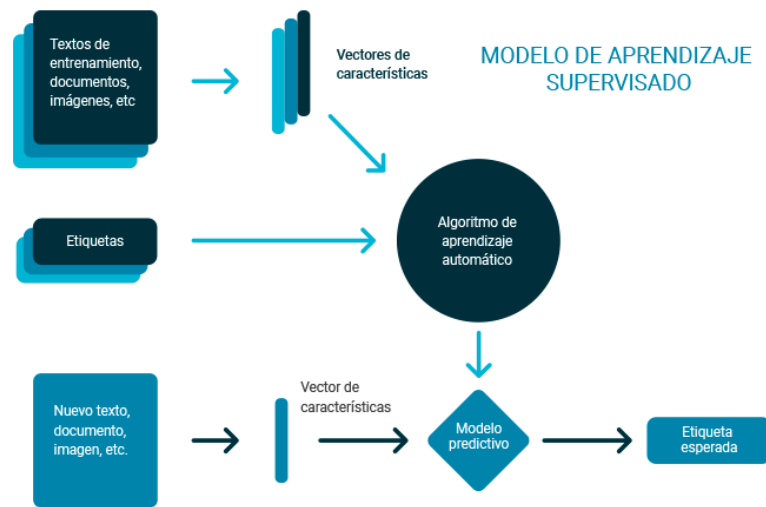 Textos de
entrenamiento,
documentos,
imágenes, etc
Vectores de
características
MODELO DE APRENDIZAJE
SUPERVISADO
Etiquetas
Algoritmo de
aprendizaje
automático
Nuevo texto,
documento,
imagen, etc.
Vector de
características
Modelo
predictivo
Etiqueta
esperada